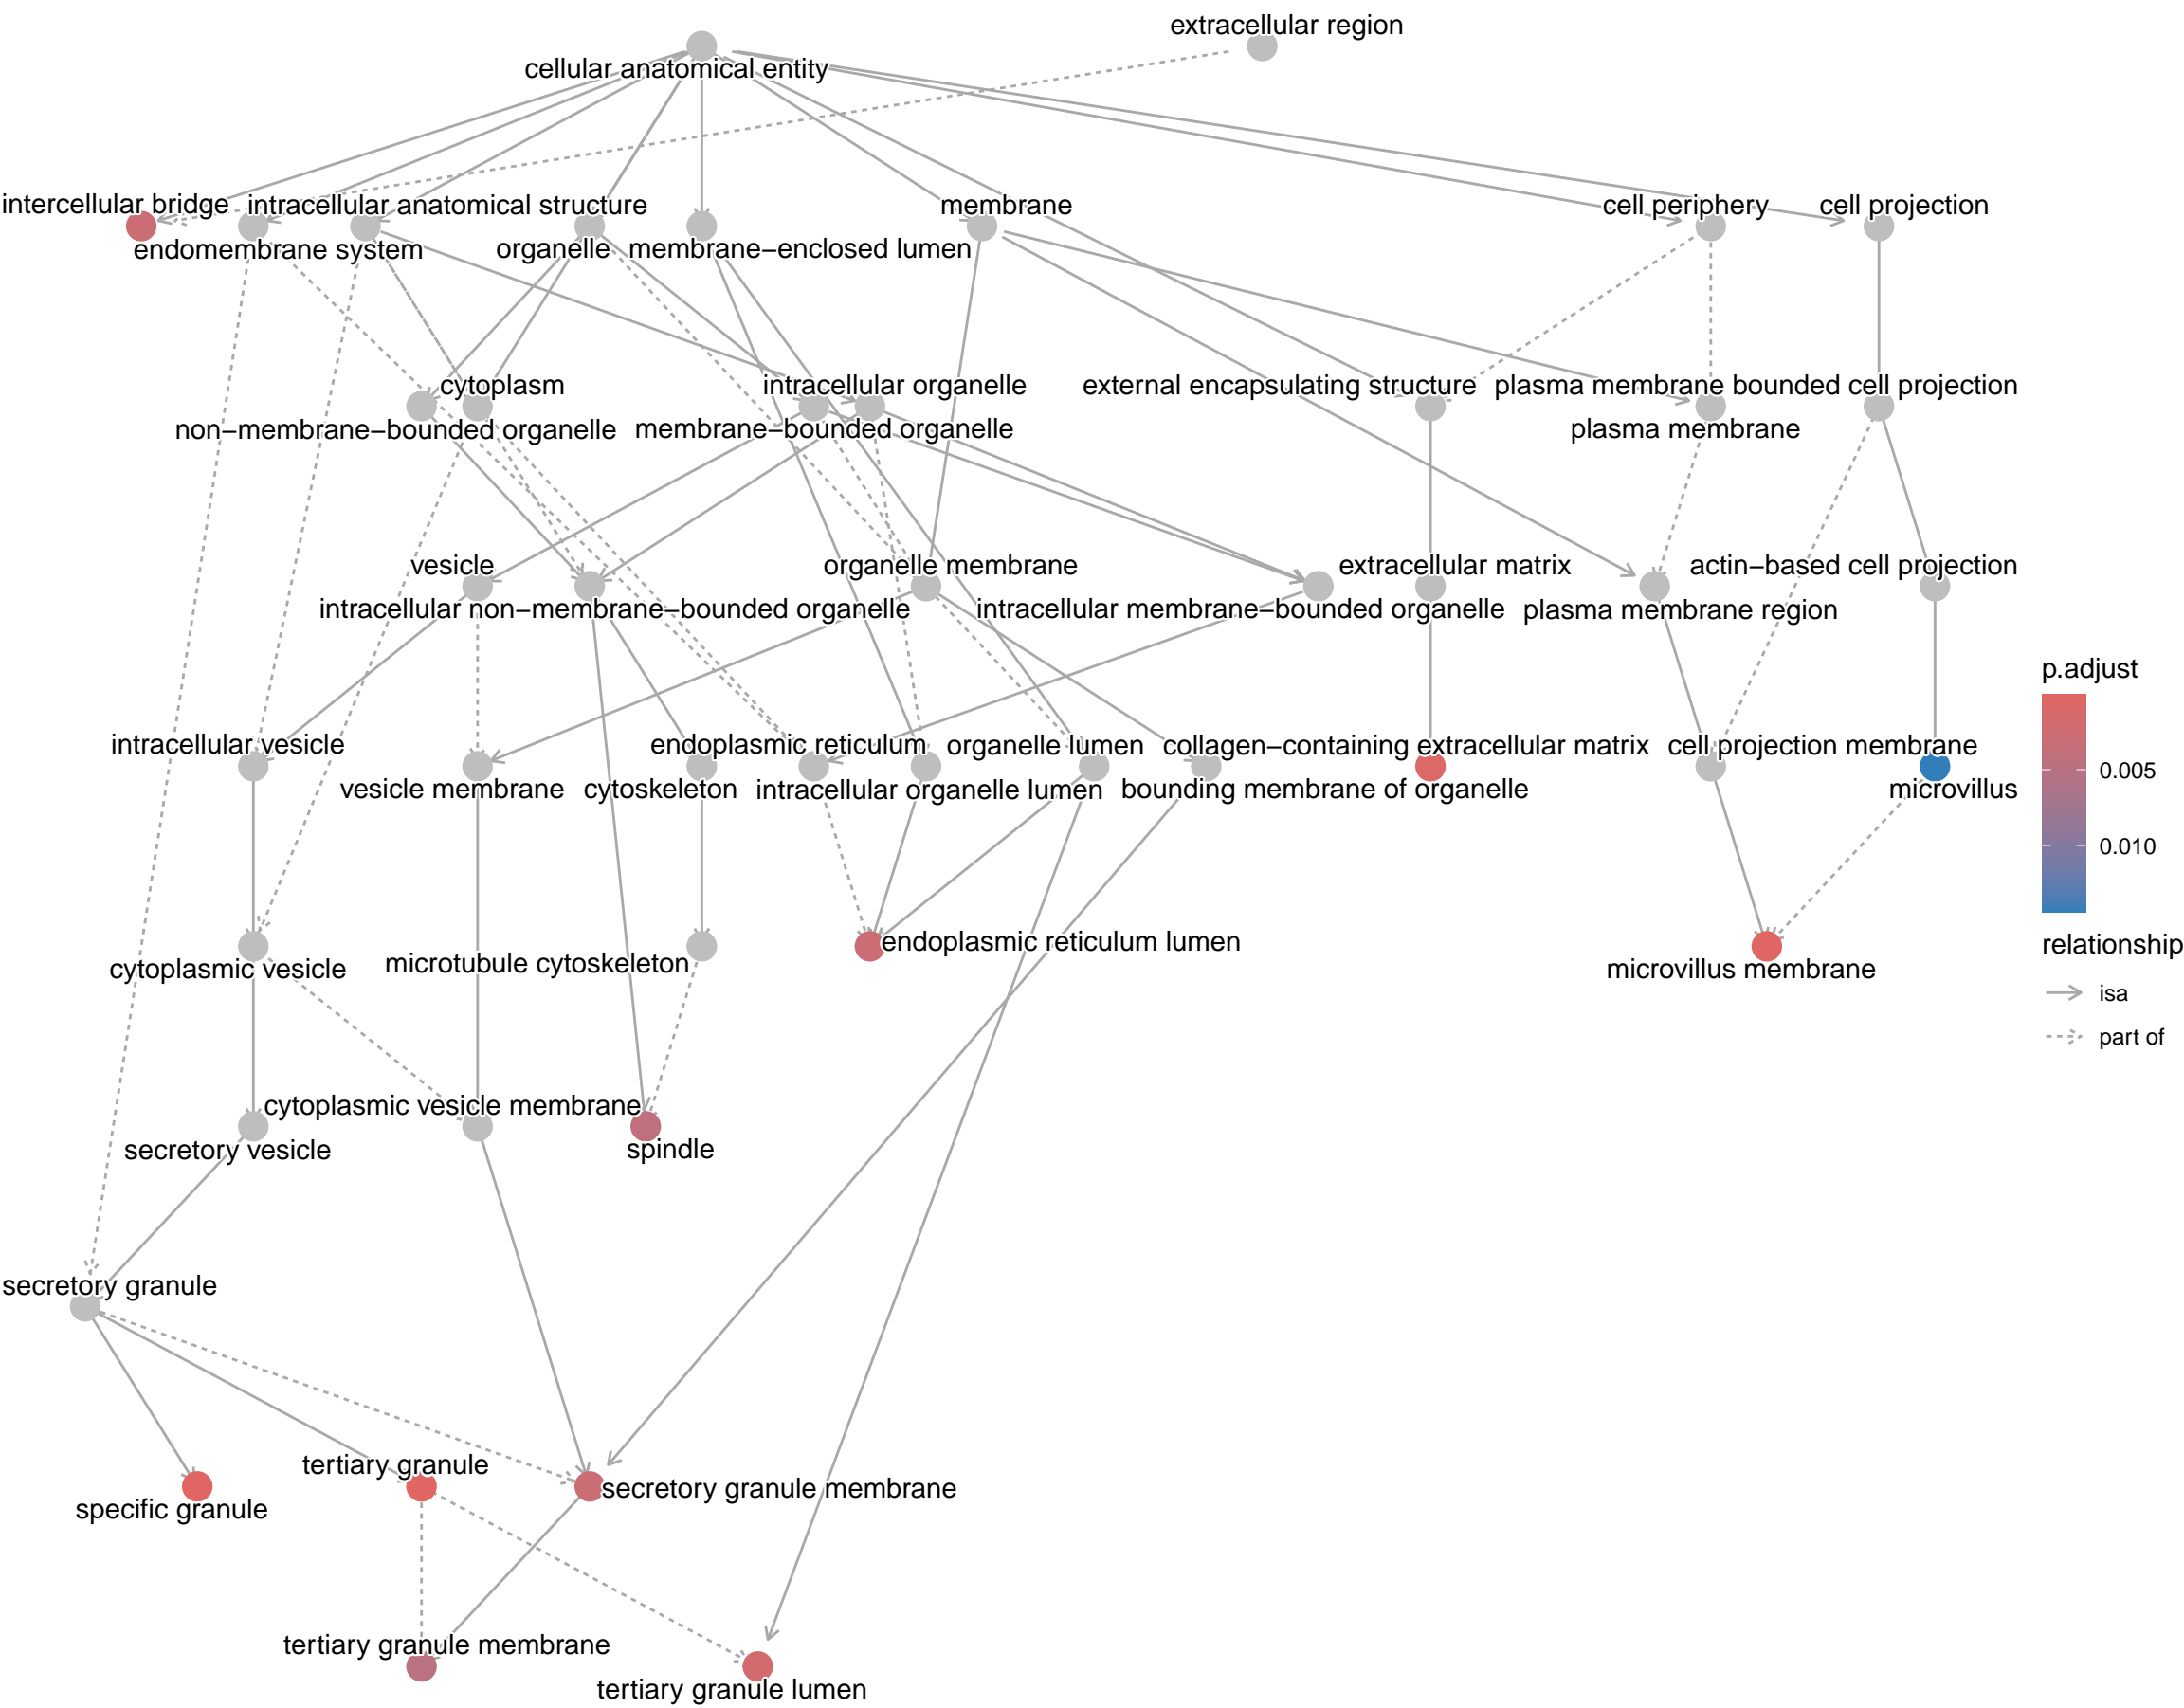 extracellular region
cellular anatomical entity
intercellular bridge
intracellular anatomical structure
membrane
cell periphery
cell projection
endomembrane system
organelle
membrane−enclosed lumen
cytoplasm
intracellular organelle
external encapsulating structure
plasma membrane bounded cell projection
non−membrane−bounded organelle
membrane−bounded organelle
plasma membrane
vesicle
organelle membrane
extracellular matrix
actin−based cell projection
intracellular non−membrane−bounded organelle
intracellular membrane−bounded organelle
plasma membrane region
p.adjust
0.005
0.010
intracellular vesicle
endoplasmic reticulum
organelle lumen
collagen−containing extracellular matrix
cell projection membrane
vesicle membrane
cytoskeleton
intracellular organelle lumen
bounding membrane of organelle
microvillus
relationship
isa
part of
endoplasmic reticulum lumen
cytoplasmic vesicle
microtubule cytoskeleton
microvillus membrane
cytoplasmic vesicle membrane
secretory vesicle
spindle
secretory granule
tertiary granule
secretory granule membrane
specific granule
tertiary granule membrane
tertiary granule lumen